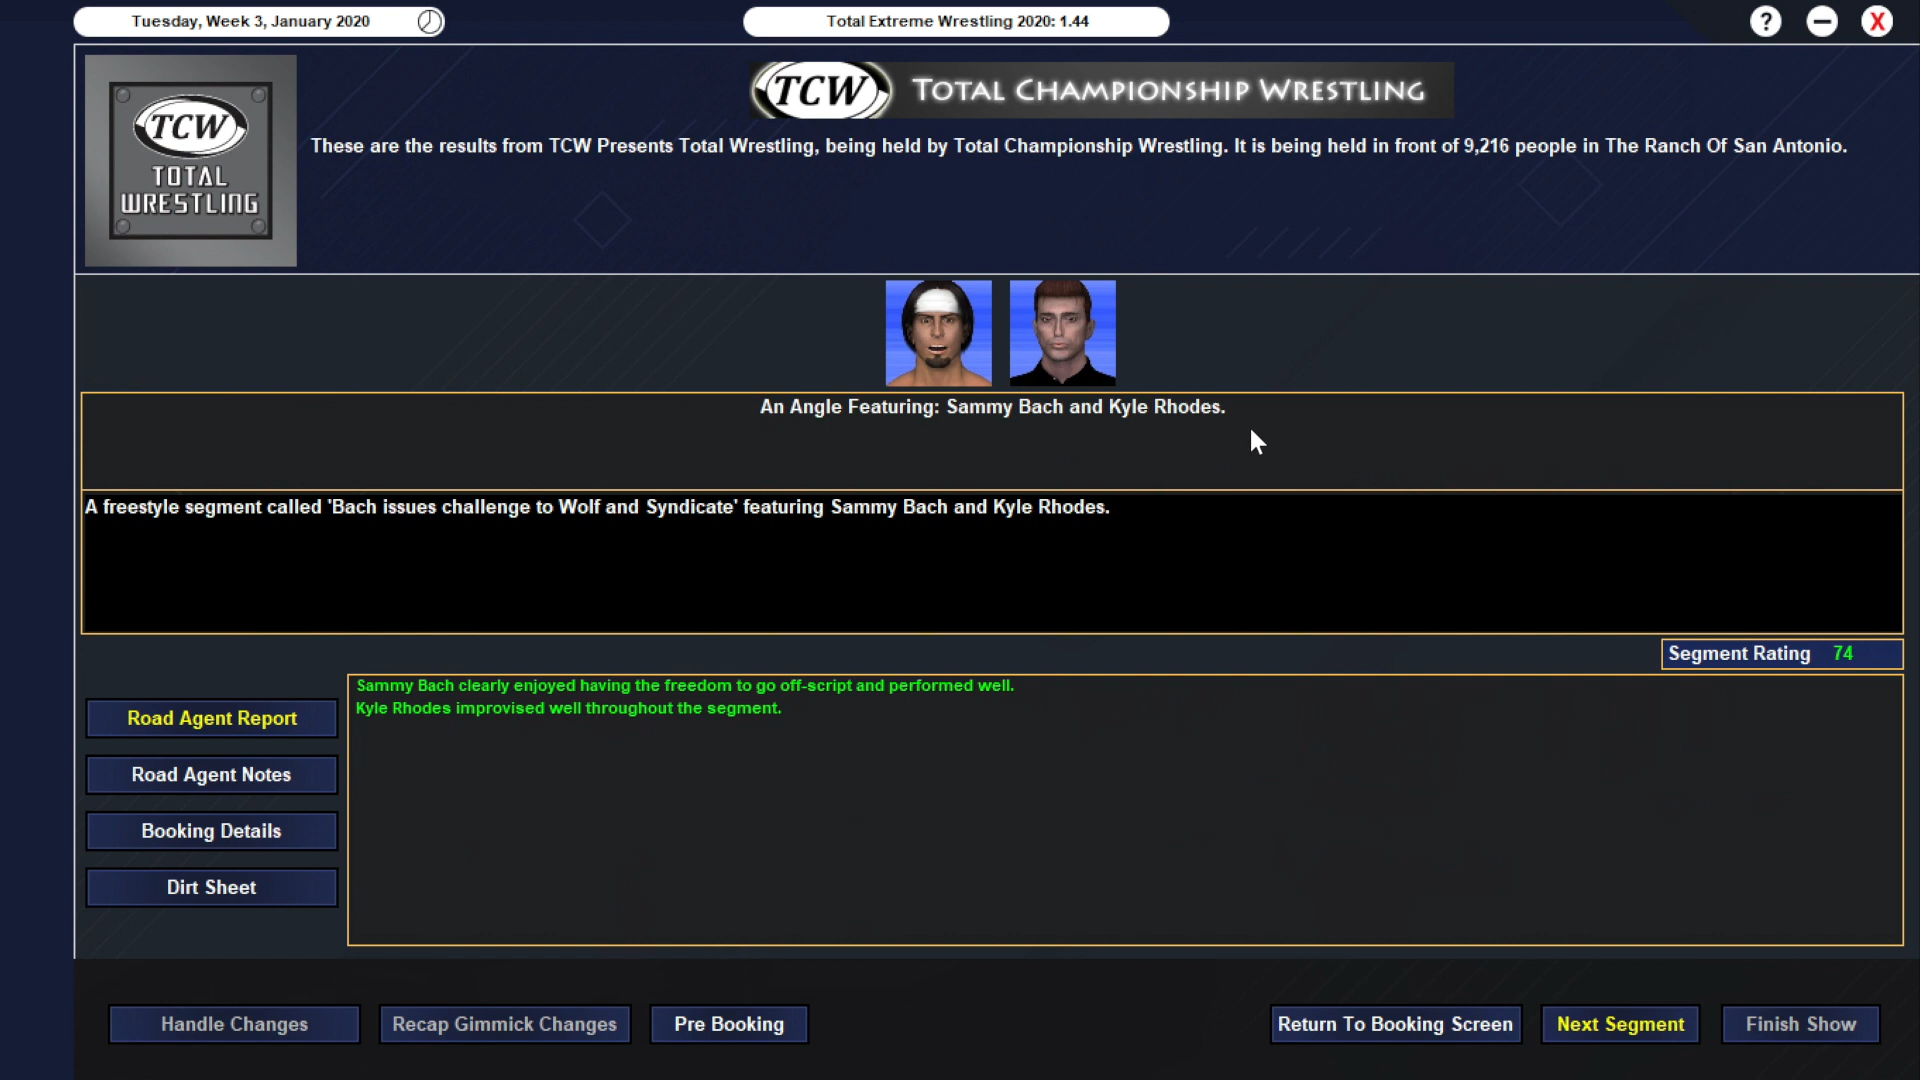 Tuesday, Week 3, January 2020
Total Extreme Wrestling 2020: 1.44
?
X
TCW
TOTAL CHAMPIONSHIP WRESTLING
TCW
TOTAL
WRESTLING
These are the results from TCW Presents Total Wrestling, being held by Total Championship Wrestling. It is being held in front of 9,216 people in The Ranch Of San Antonio.
An Angle Featuring: Sammy Bach and Kyle Rhodes.
A freestyle segment called 'Bach issues challenge to Wolf and Syndicate' featuring Sammy Bach and Kyle Rhodes.
Segment Rating 74
Sammy Bach clearly enjoyed having the freedom to go off-script and performed well.
Kyle Rhodes improvised well throughout the segment.
Road Agent Report
Road Agent Notes
Booking Details
Dirt Sheet
Handle Changes
Recap Gimmick Changes
Pre Booking
Return To Booking Screen
Next Segment
Finish Show